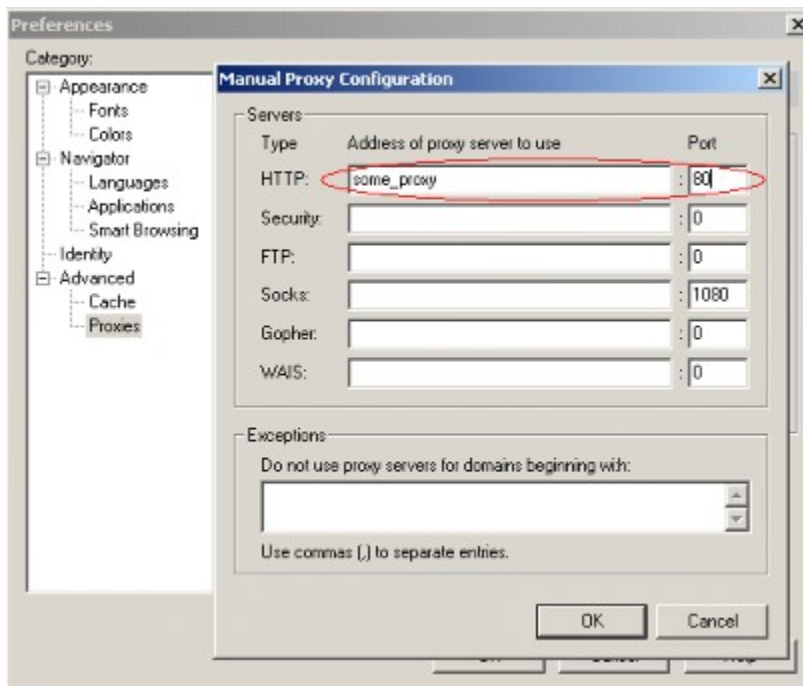 Preferences
Category:
Appearance
Fonts
Colors
Navigator
Languages
Applications
Smart Browsing
Identity
Advanced
Cache
Proxies
Manual Proxy Configuration
Servers
Type Address of proxy server to use Port
HTTP: some_proxy : 80
Security: : 0
FTP: : 0
Socks: : 1080
Gopher: : 0
WAIS: : 0
Exceptions
Do not use proxy servers for domains beginning with:
Use commas (,) to separate entries.
OK Cancel